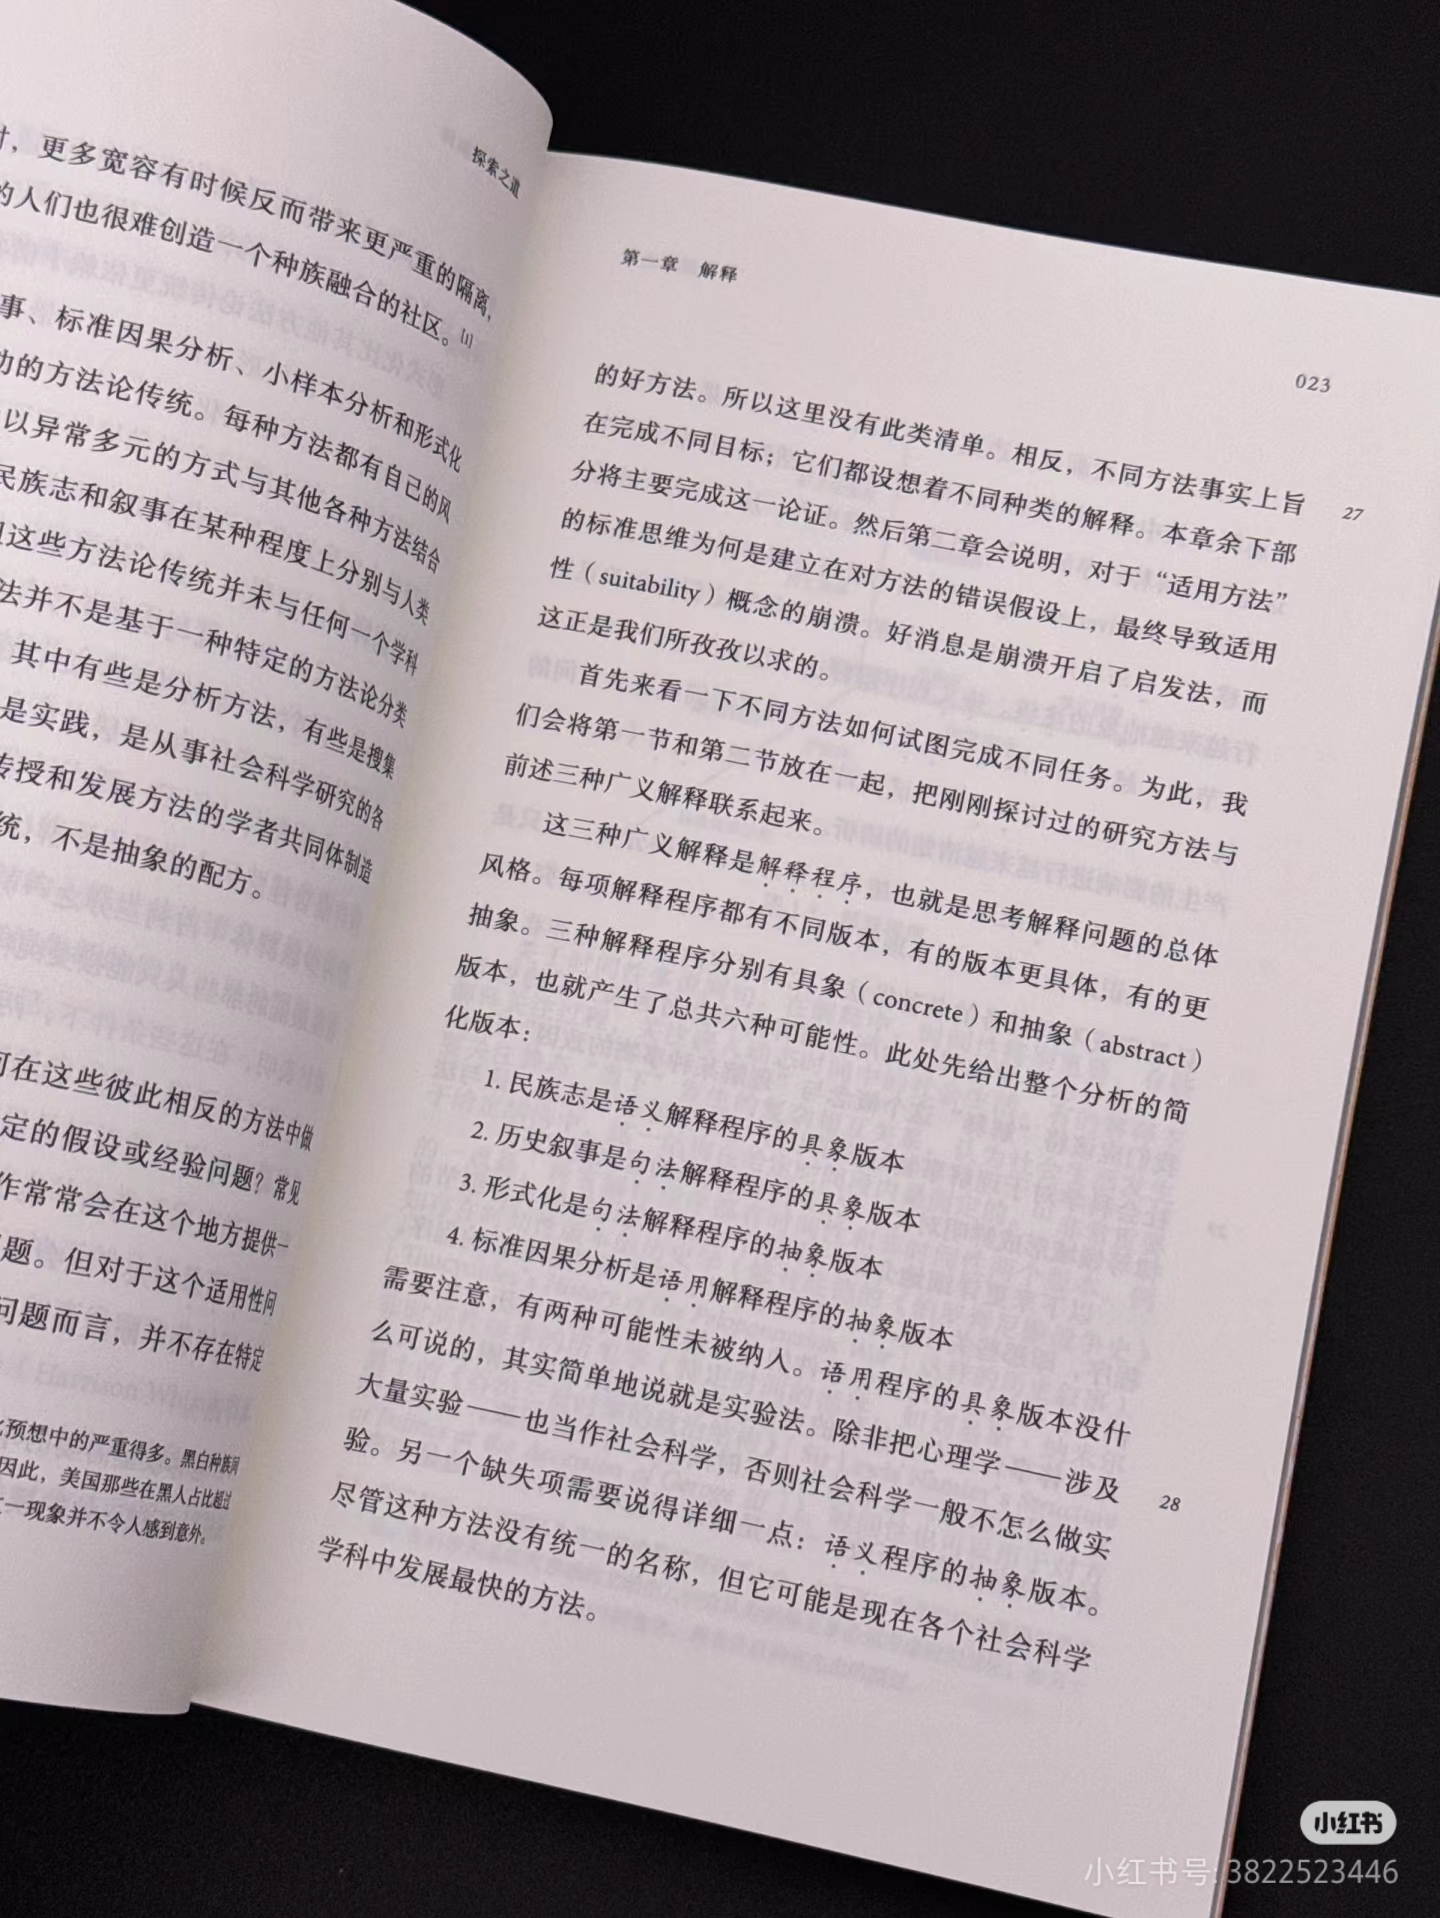 探索之道
时，更多宽容有时候反而带来更严重的隔离，
的人们也很难创造一个种族融合的社区。[1]
事、标准因果分析、小样本分析和形式化
功的方法论传统。每种方法都有自己的风
以异常多元的方式与其他各种方法结合
民族志和叙事在某种程度上分别与人类
这些方法论传统并未与任何一个学科
法并不是基于一种特定的方法论分类
其中有些是分析方法，有些是搜集
是实践，是从事社会科学研究的各
传授和发展方法的学者共同体制造
统，不是抽象的配方。
何在这些彼此相反的方法中做
定的假设或经验问题？常见
作常常会在这个地方提供一
题。但对于这个适用性问
问题而言，并不存在特定
预想中的严重得多。黑白种族间
因此，美国那些在黑人占比超过
一现象并不令人感到意外。
第一章 解释
023
的好方法。所以这里没有此类清单。相反，不同方法事实上旨
在完成不同目标；它们都设想着不同种类的解释。本章余下部
27
分将主要完成这一论证。然后第二章会说明，对于“适用方法”
的标准思维为何是建立在对方法的错误假设上，最终导致适用
性（suitability）概念的崩溃。好消息是崩溃开启了启发法，而
这正是我们所孜孜以求的。
首先来看一下不同方法如何试图完成不同任务。为此，我
们会将第一节和第二节放在一起，把刚刚探讨过的研究方法与
前述三种广义解释联系起来。
这三种广义解释是解释程序，也就是思考解释问题的总体
风格。每项解释程序都有不同版本，有的版本更具体，有的更
抽象。三种解释程序分别有具象（concrete）和抽象（abstract）
版本，也就产生了总共六种可能性。此处先给出整个分析的简
化版本：
1. 民族志是语义解释程序的具象版本
2. 历史叙事是句法解释程序的具象版本
3. 形式化是句法解释程序的抽象版本
4. 标准因果分析是语用解释程序的抽象版本
需要注意，有两种可能性未被纳入。语用程序的具象版本没什
么可说的，其实简单地说就是实验法。除非把心理学——涉及
大量实验——也当作社会科学，否则社会科学一般不怎么做实
28
验。另一个缺失项需要说得详细一点：语义程序的抽象版本。
尽管这种方法没有统一的名称，但它可能是现在各个社会科学
学科中发展最快的方法。
小红书
小红书号:3822523446